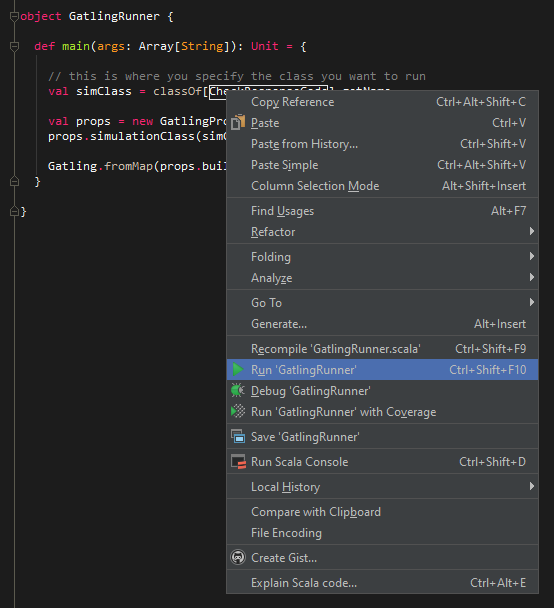 object GatlingRunner {
def main(args: Array[String]): Unit = {
// this is where you specify the class you want to run
val simClass = classOf[CheckResponseCode].getName
val props = new GatlingPro
props.simulationClass(simC
Gatling.fromMap(props.buil
}
}
Copy Reference Ctrl+Alt+Shift+C
Paste Ctrl+V
Paste from History... Ctrl+Shift+V
Paste Simple Ctrl+Alt+Shift+V
Column Selection Mode Alt+Shift+Insert
Find Usages Alt+F7
Refactor
Folding
Analyze
Go To
Generate... Alt+Insert
Recompile 'GatlingRunner.scala' Ctrl+Shift+F9
Run 'GatlingRunner' Ctrl+Shift+F10
Debug 'GatlingRunner'
Run 'GatlingRunner' with Coverage
Save 'GatlingRunner'
Run Scala Console Ctrl+Shift+D
Local History
Compare with Clipboard
File Encoding
Create Gist...
Explain Scala code... Ctrl+Alt+E